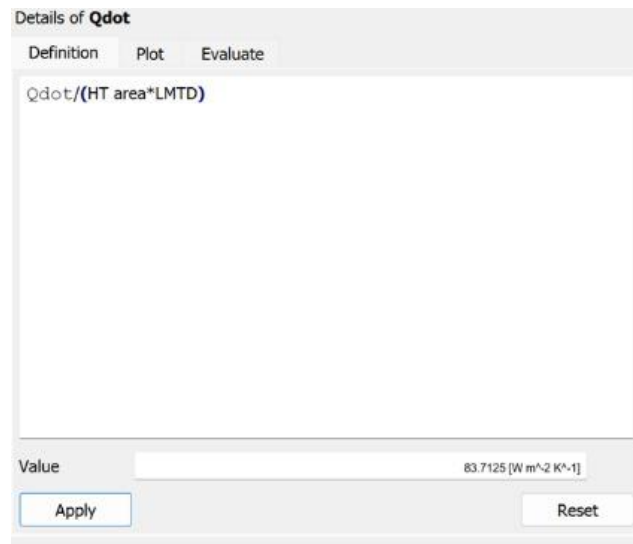 Details of Qdot
Definition Plot Evaluate
Qdot/(HT area*LMTD)
Value 83.7125 [W m^-2 K^-1]
Apply Reset